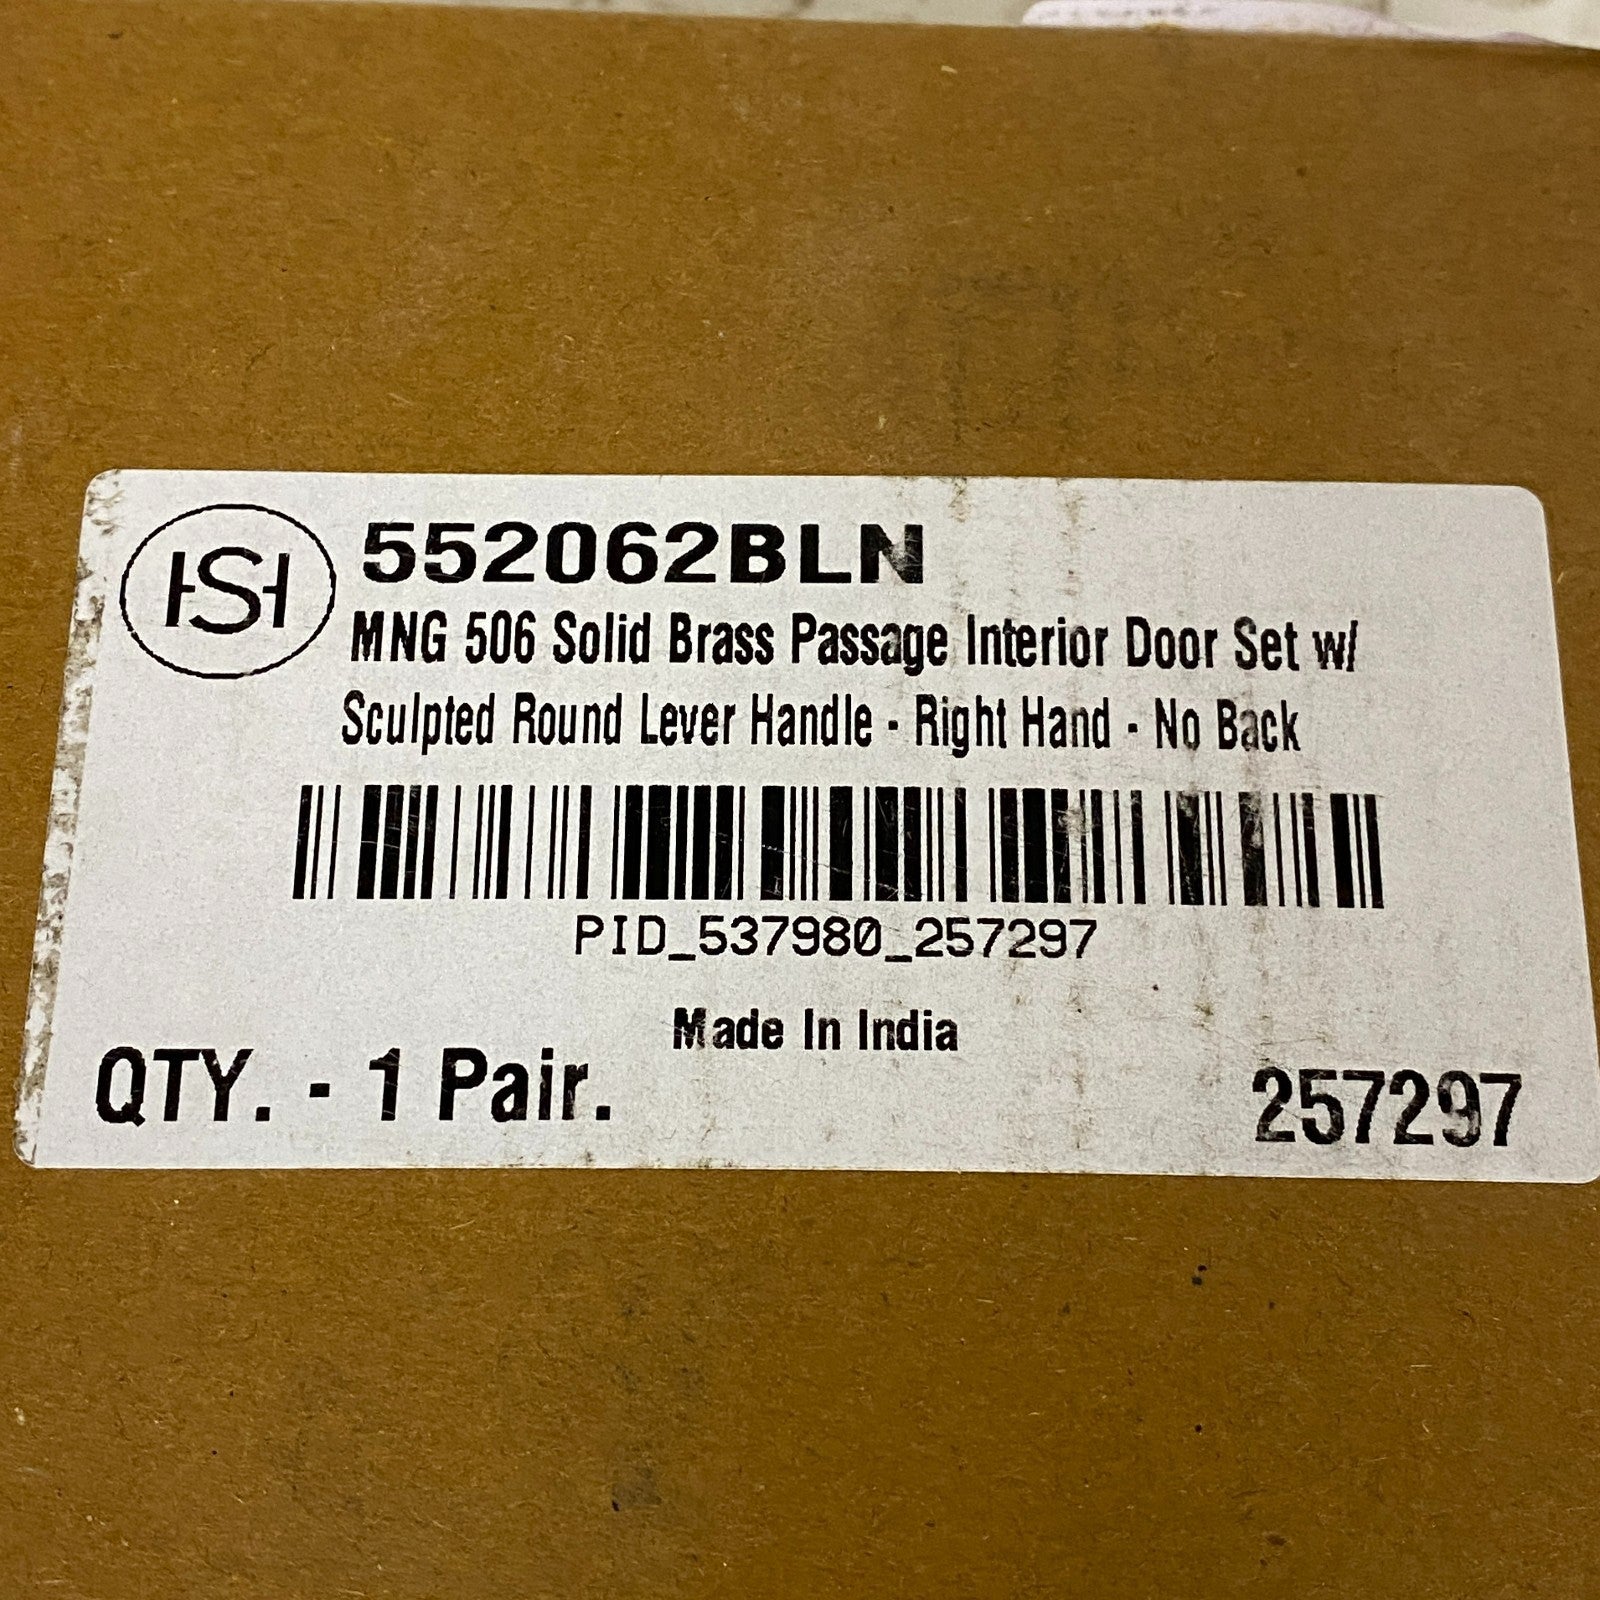 HSH
552062BLN
MNG 506 Solid Brass Passage Interior Door Set w/
Sculpted Round Lever Handle - Right Hand - No Back
PID_537980_257297
Made In India
QTY. - 1 Pair.
257297